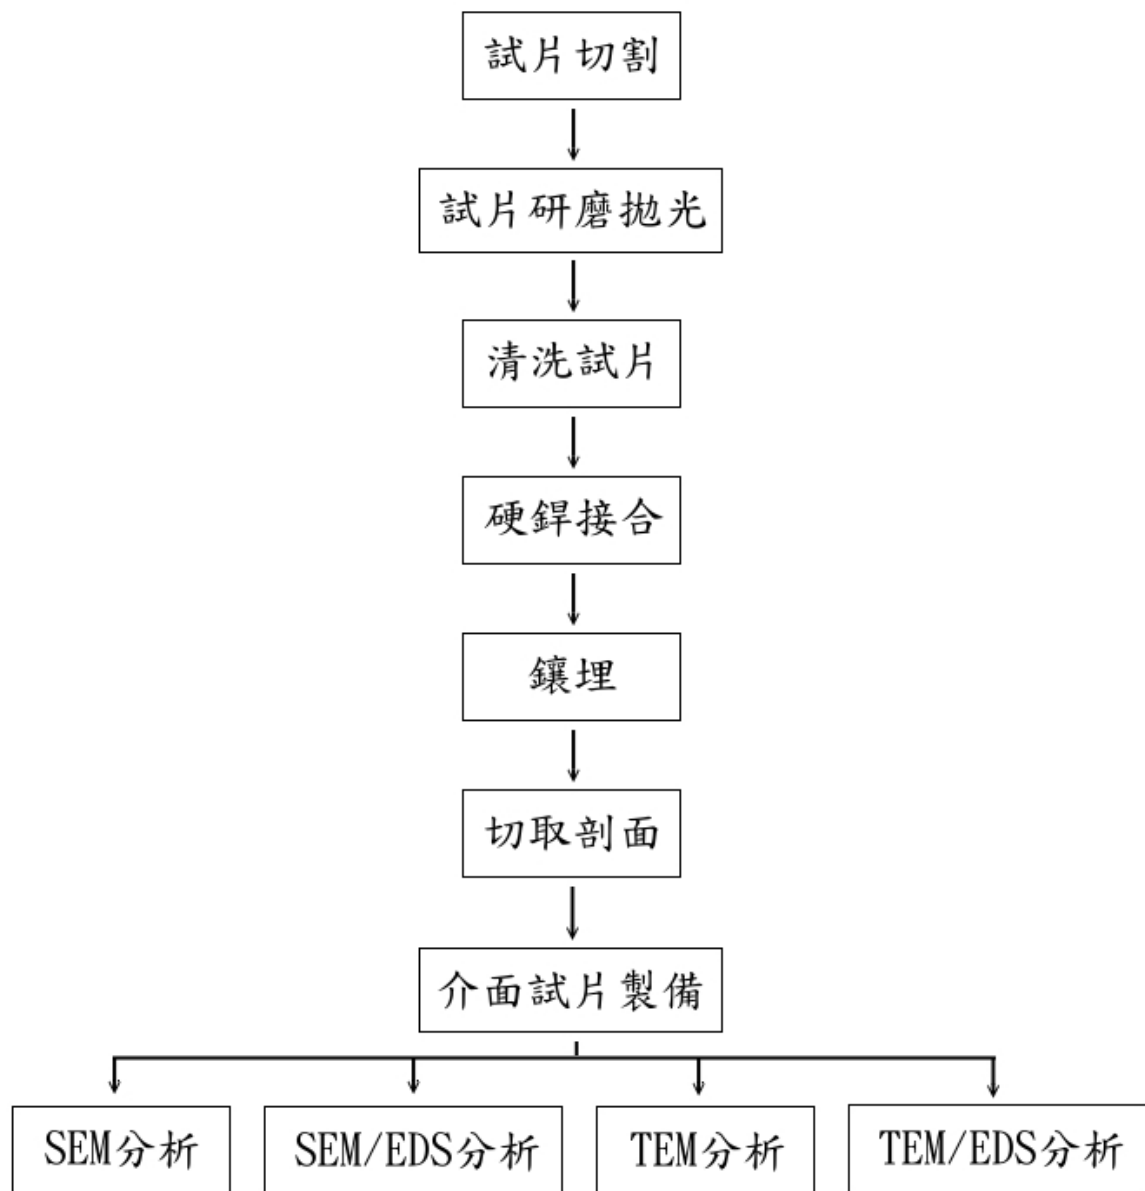 試片切割
試片研磨拋光
清洗試片
硬銲接合
鑲埋
切取剖面
介面試片製備
SEM分析
SEM/EDS分析
TEM分析
TEM/EDS分析